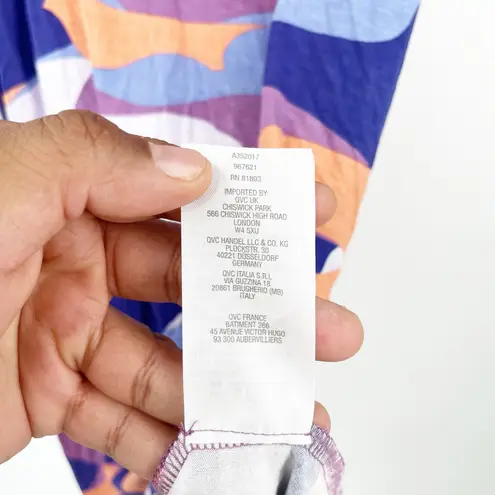 A352017
967621
RN 81893
IMPORTED BY:
QVC UK
CHISWICK PARK
566 CHISWICK HIGH ROAD
LONDON
W4 5XU
QVC HANDEL LLC & CO. KG
PLOCKSTR. 30
40221 DÜSSELDORF
GERMANY
QVC ITALIA S.R.L
VIA GUZZINA 18
20861 BRUGHERIO (MB)
ITALY
QVC FRANCE
BATIMENT 266
45 AVENUE VICTOR HUGO
93 300 AUBERVILLIERS